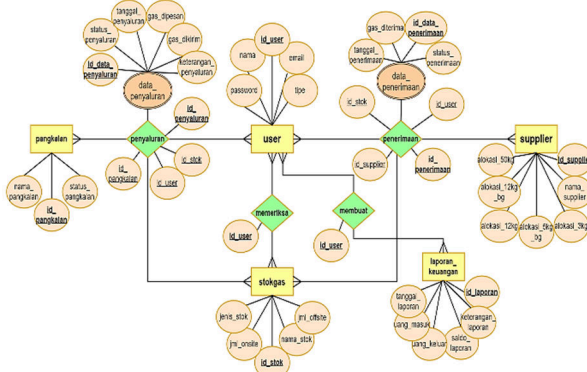 tanggal_
penyaluran
gas_dipesan
status_
penyaluran
gas_dikirim
id_data_
penyaluran
keterangan_
penyaluran
data_
penyaluran
id_user
nama
email
password
tipe
gas_diterima
id_data_
penerimaan
tanggal_
penerimaan
status_
penerimaan
data_
penerimaan
id_stok
id_user
id_
penyaluran
pangkalan
penyaluran
user
penerimaan
supplier
id_
pangkalan
id_stok
id_user
id_supplier
id_
penerimaan
nama_
pangkalan
status_
pangkalan
id_
pangkalan
alokasi_50kg
id_supplier
alokasi_12kg
_bg
nama_
supplier
alokasi_12kg
alokasi_5kg
_bg
alokasi_3kg
memeriksa
id_user
membuat
id_user
stokgas
laporan_
keuangan
jenis_stok
jml_offsite
jml_onsite
nama_stok
id_stok
tanggal_
laporan
id_laporan
uang_masuk
keterangan_
laporan
uang_keluar
saldo_
laporan